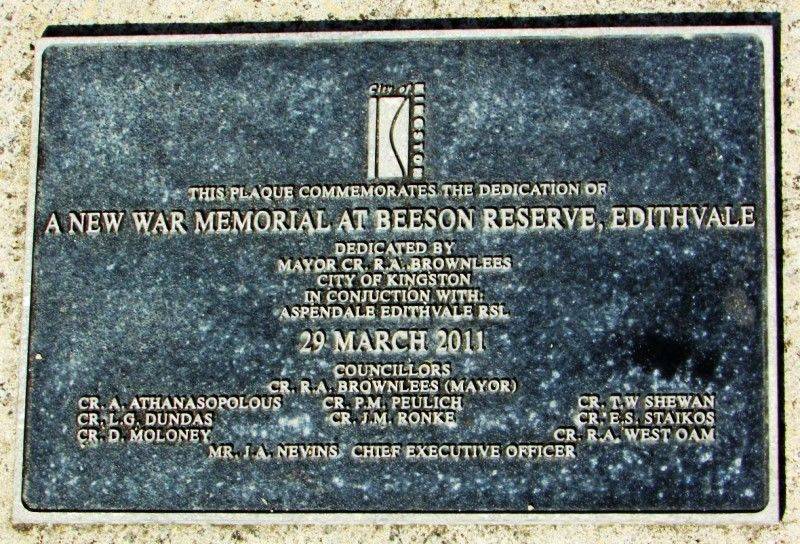 City of KINGSTON
THIS PLAQUE COMMEMORATES THE DEDICATION OF
A NEW WAR MEMORIAL AT BEESON RESERVE, EDITHVALE
DEDICATED BY
MAYOR CR. R.A. BROWNLEES
CITY OF KINGSTON
IN CONJUCTION WITH:
ASPENDALE EDITHVALE RSL
29 MARCH 2011
COUNCILLORS
CR. R.A. BROWNLEES (MAYOR)
CR. A. ATHANASOPOLOUS CR. P.M. PEULICH CR. T.W SHEWAN
CR. L.G. DUNDAS CR. J.M. RONKE CR. E.S. STAIKOS
CR. D. MOLONEY CR. R.A. WEST OAM
MR. J.A. NEVINS CHIEF EXECUTIVE OFFICER